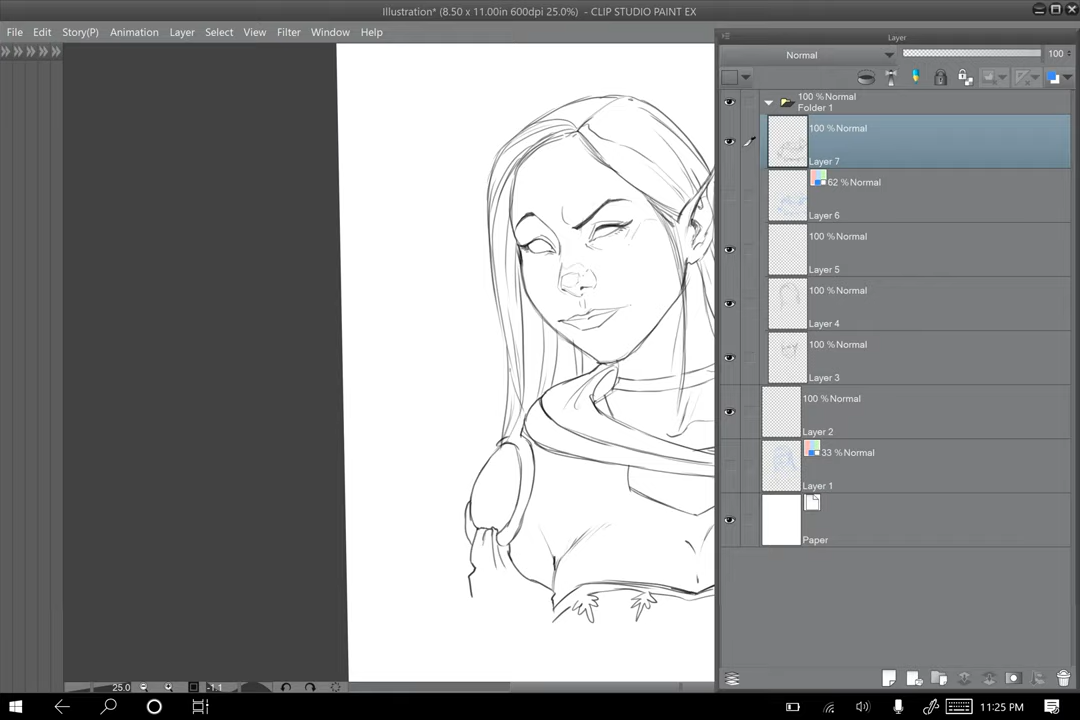 Illustration* (8.50 x 11.00in 600dpi 25.0%) - CLIP STUDIO PAINT EX
File Edit Story(P) Animation Layer Select View Filter Window Help
Layer
Normal 100
100 %Normal
Folder 1
100 %Normal
Layer 7
62 %Normal
Layer 6
100 %Normal
Layer 5
100 %Normal
Layer 4
100 %Normal
Layer 3
100 %Normal
Layer 2
33 %Normal
Layer 1
Paper
25.0 -1.1
11:25 PM